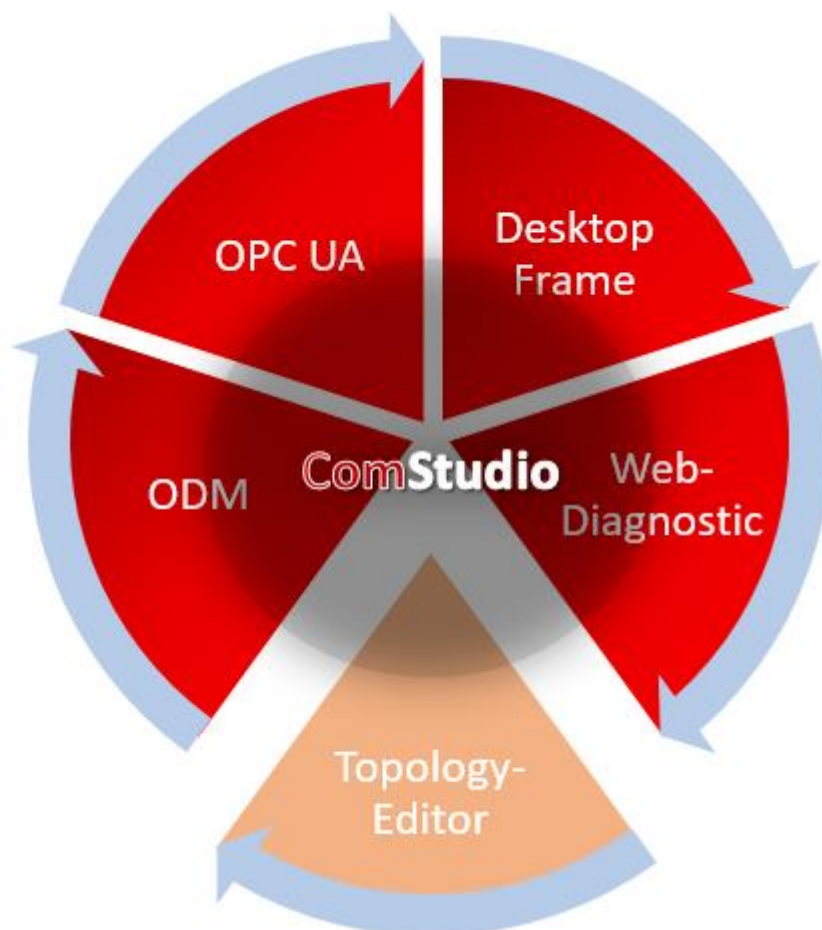 OPC UA
Desktop
Frame
ODM
ComStudio
Web-
Diagnostic
Topology-
Editor